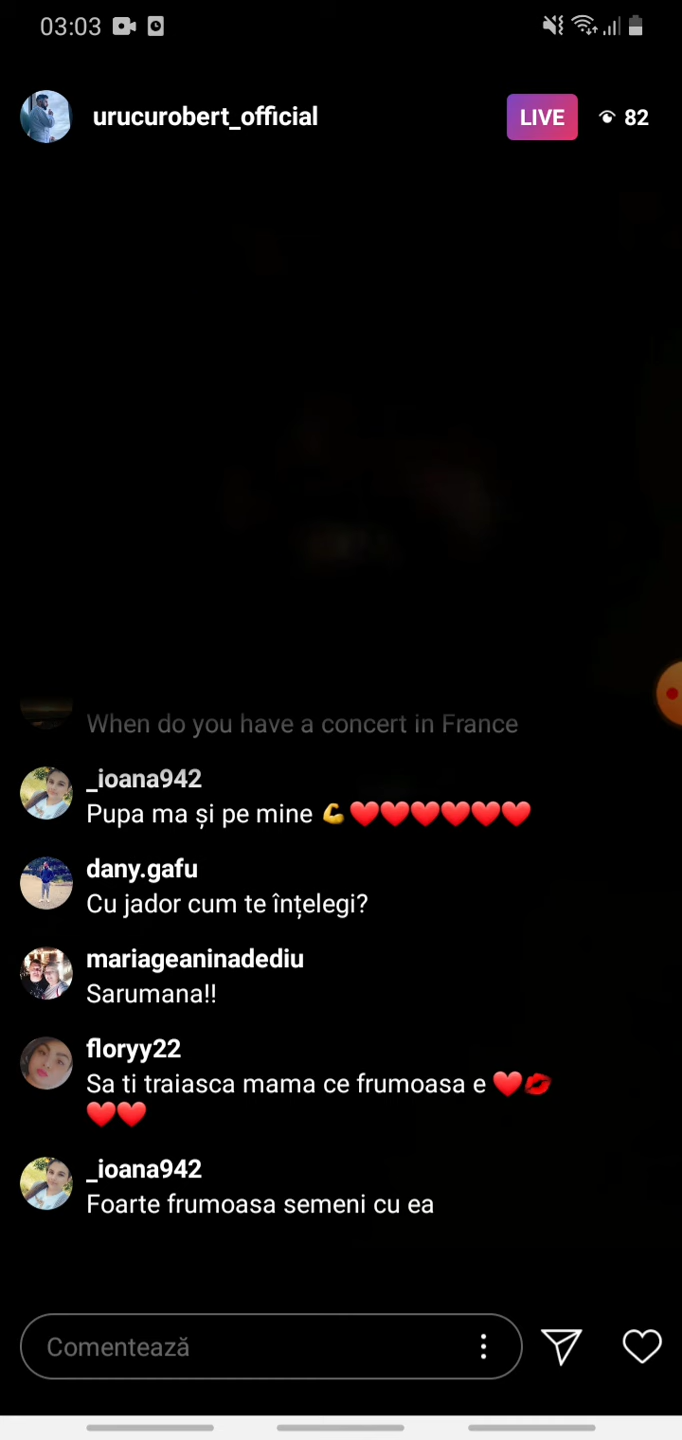 03:03
urucurobert_official
LIVE
82
When do you have a concert in France
_ioana942
Pupa ma și pe mine 💪❤️❤️❤️❤️❤️❤️
dany.gafu
Cu jador cum te înțelegi?
mariageaninadediu
Sarumana!!
floryy22
Sa ti traiasca mama ce frumoasa e ❤️💋
❤️❤️
_ioana942
Foarte frumoasa semeni cu ea
Comentează